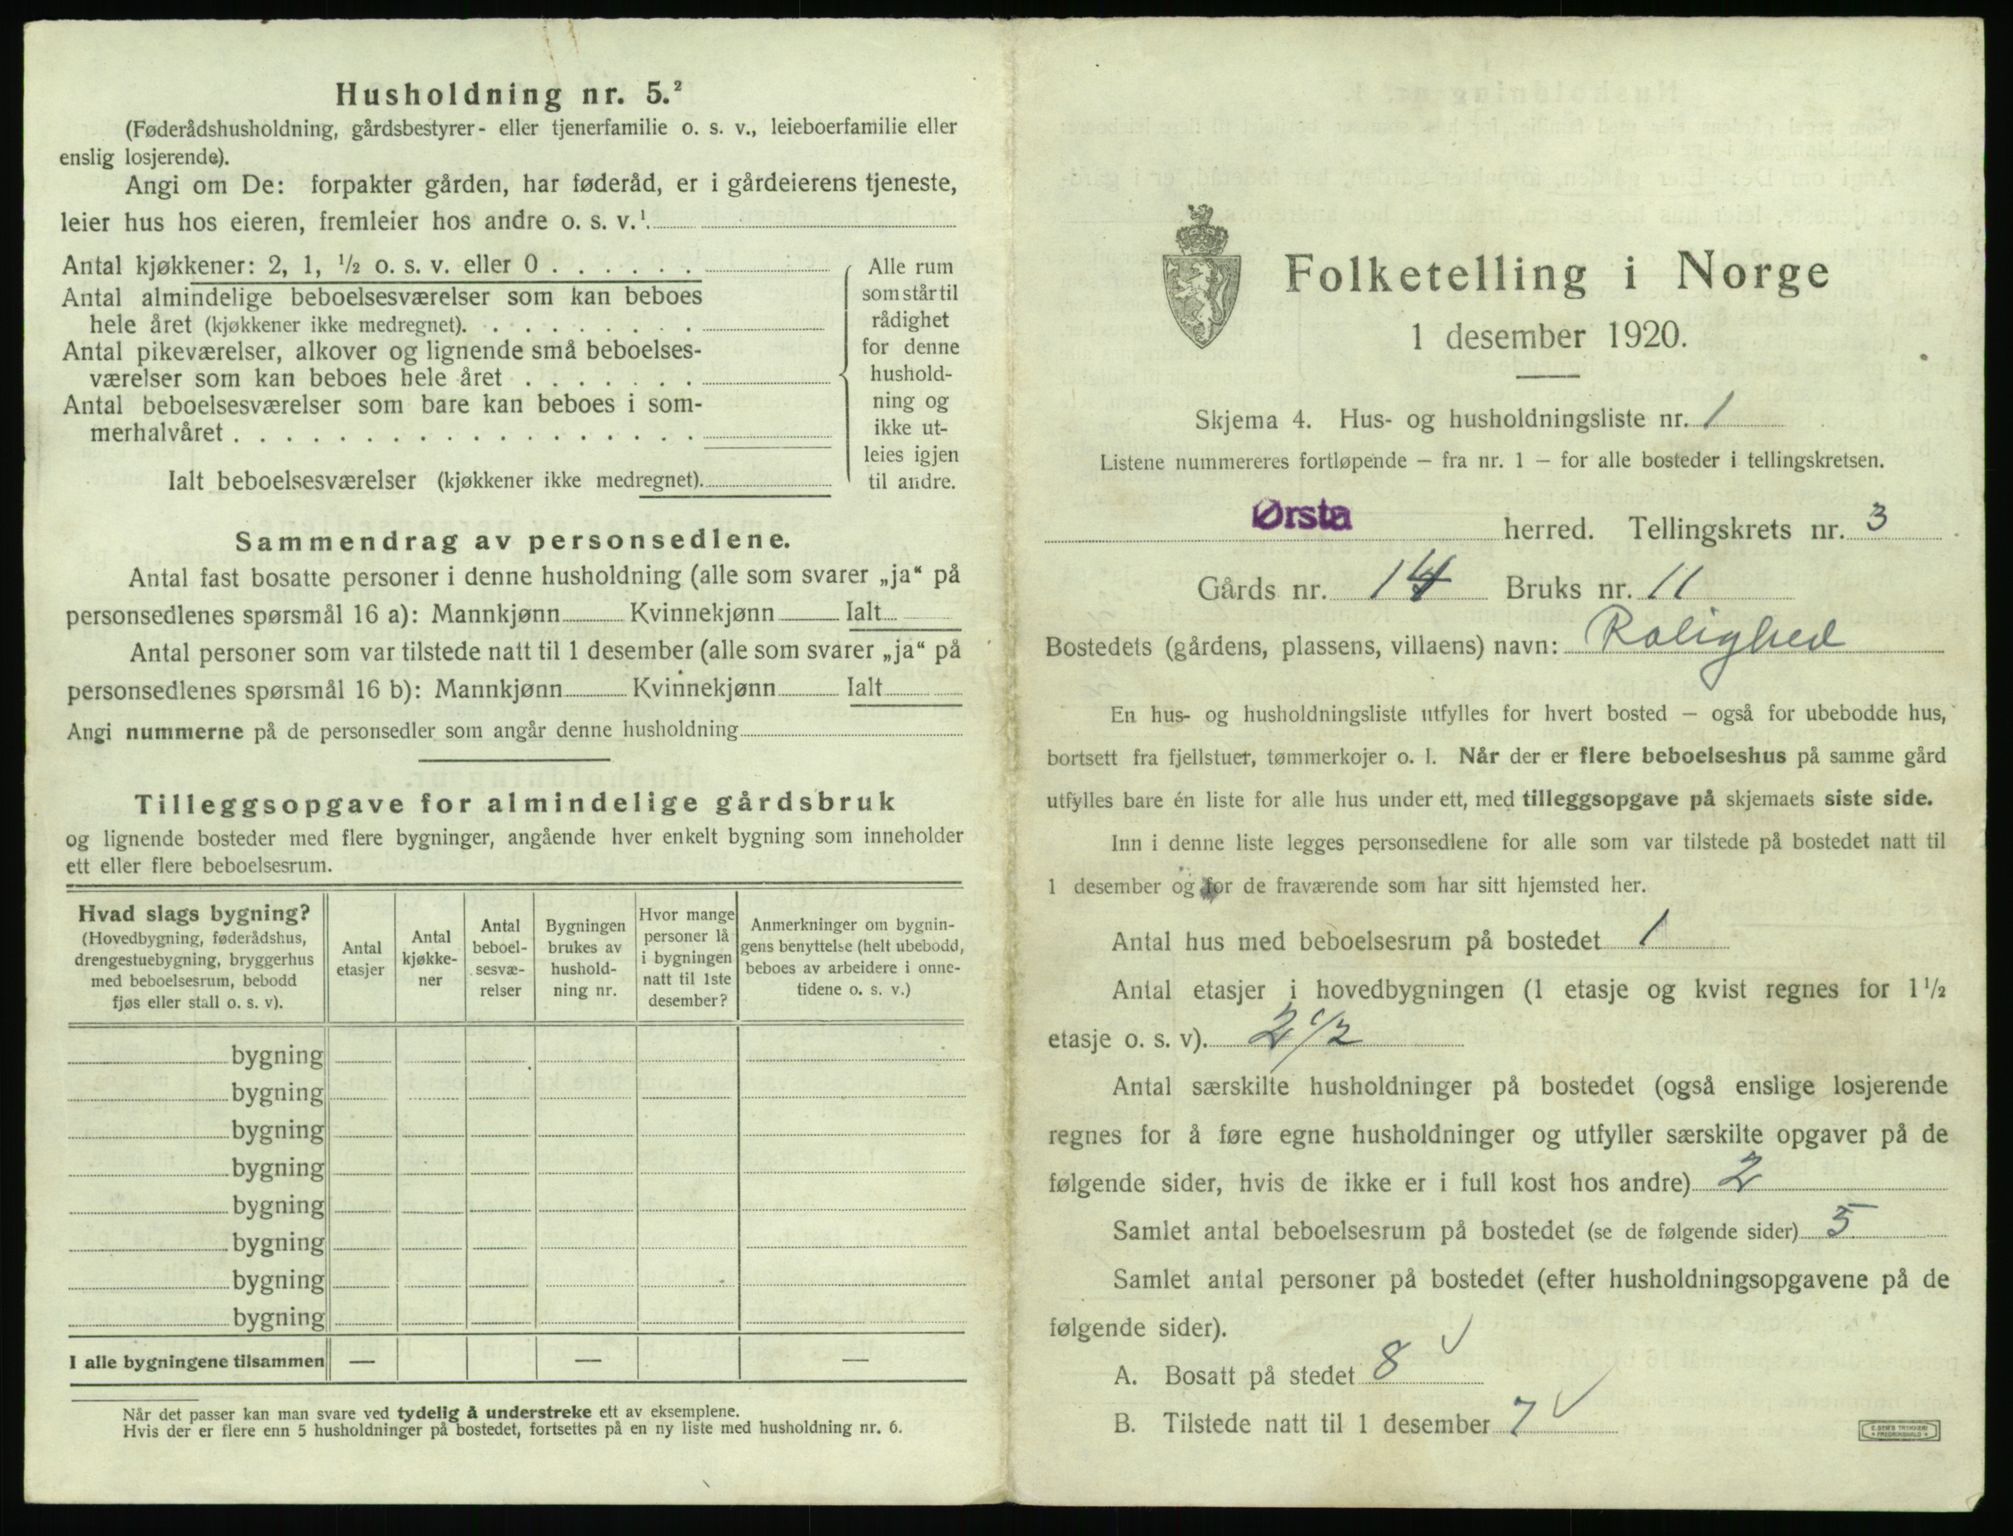 Husholdning nr. 5.²
(Føderådshusholdning, gårdsbestyrer- eller tjenerfamilie o. s. v., leieboerfamilie eller
enslig losjerende).
Angi om De: forpakter gården, har føderåd, er i gårdeierens tjeneste,
leier hus hos eieren, fremleier hos andre o. s. v.¹
Antal kjøkkener: 2, 1, ½ o. s. v. eller 0 . . . . . .
Antal almindelige beboelsesværelser som kan beboes
hele året (kjøkkener ikke medregnet). . . . . . . . .
Antal pikeværelser, alkover og lignende små beboelses-
værelser som kan beboes hele året . . . . . . .
Antal beboelsesværelser som bare kan beboes i som-
merhalvåret . . . . . . . . . . . . . . . . . .
Ialt beboelsesværelser (kjøkkener ikke medregnet).
Alle rum
som står til
rådighet
for denne
hushold-
ning og
ikke ut-
leies igjen
til andre.
Sammendrag av personsedlene.
Antal fast bosatte personer i denne husholdning (alle som svarer „ja“ på
personsedlenes spørsmål 16 a): Mannkjønn Kvinnekjønn Ialt
Antal personer som var tilstede natt til 1 desember (alle som svarer „ja“ på
personsedlenes spørsmål 16 b): Mannkjønn Kvinnekjønn Ialt
Angi nummerne på de personsedler som angår denne husholdning
Tilleggsopgave for almindelige gårdsbruk
og lignende bosteder med flere bygninger, angående hver enkelt bygning som inneholder
ett eller flere beboelsesrum.
Hvad slags bygning?
(Hovedbygning, føderådshus,
drengestuebygning, bryggerhus
med beboelsesrum, bebodd
fjøs eller stall o. s. v).
Antal
etasjer
Antal
kjøkke-
ner
Antal
beboel-
sesvæ-
relser
Bygningen
brukes av
hushold-
ning nr.
Hvor mange
personer lå
i bygningen
natt til 1ste
desember?
Anmerkninger om bygnin-
gens benyttelse (helt ubebodd,
beboes av arbeidere i onne-
tidene o. s. v.)
bygning
bygning
bygning
bygning
bygning
bygning
bygning
bygning
I alle bygningene tilsammen — — —
Når det passer kan man svare ved tydelig å understreke ett av eksemplene.
Hvis der er flere enn 5 husholdninger på bostedet, fortsettes på en ny liste med husholdning nr. 6.
Folketelling i Norge
1 desember 1920.
Skjema 4. Hus- og husholdningsliste nr. 1
Listene nummereres fortløpende – fra nr. 1 – for alle bosteder i tellingskretsen.
Ørsta herred. Tellingskrets nr. 3
Gårds nr. 14 Bruks nr. 11
Bostedets (gårdens, plassens, villaens) navn: Rolighed
En hus- og husholdningsliste utfylles for hvert bosted – også for ubebodde hus,
bortsett fra fjellstuer, tømmerkojer o. l. Når der er flere beboelseshus på samme gård
utfylles bare én liste for alle hus under ett, med tilleggsopgave på skjemaets siste side.
Inn i denne liste legges personsedlene for alle som var tilstede på bostedet natt til
1 desember og for de fraværende som har sitt hjemsted her.
Antal hus med beboelsesrum på bostedet 1
Antal etasjer i hovedbygningen (1 etasje og kvist regnes for 1½
etasje o. s. v). 2 1/2
Antal særskilte husholdninger på bostedet (også enslige losjerende
regnes for å føre egne husholdninger og utfyller særskilte opgaver på de
følgende sider, hvis de ikke er i full kost hos andre) 2
Samlet antal beboelsesrum på bostedet (se de følgende sider) 5
Samlet antal personer på bostedet (efter husholdningsopgavene på de
følgende sider).
A. Bosatt på stedet 8 √
B. Tilstede natt til 1 desember 7 √